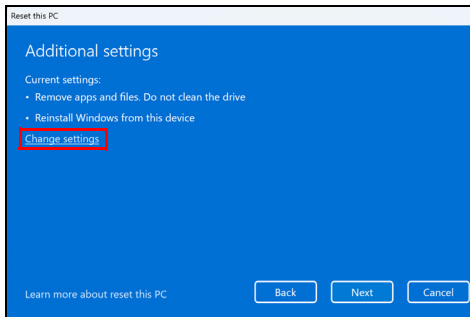 Reset this PC
Additional settings
Current settings:
• Remove apps and files. Do not clean the drive
• Reinstall Windows from this device
Change settings
Learn more about reset this PC
Back
Next
Cancel